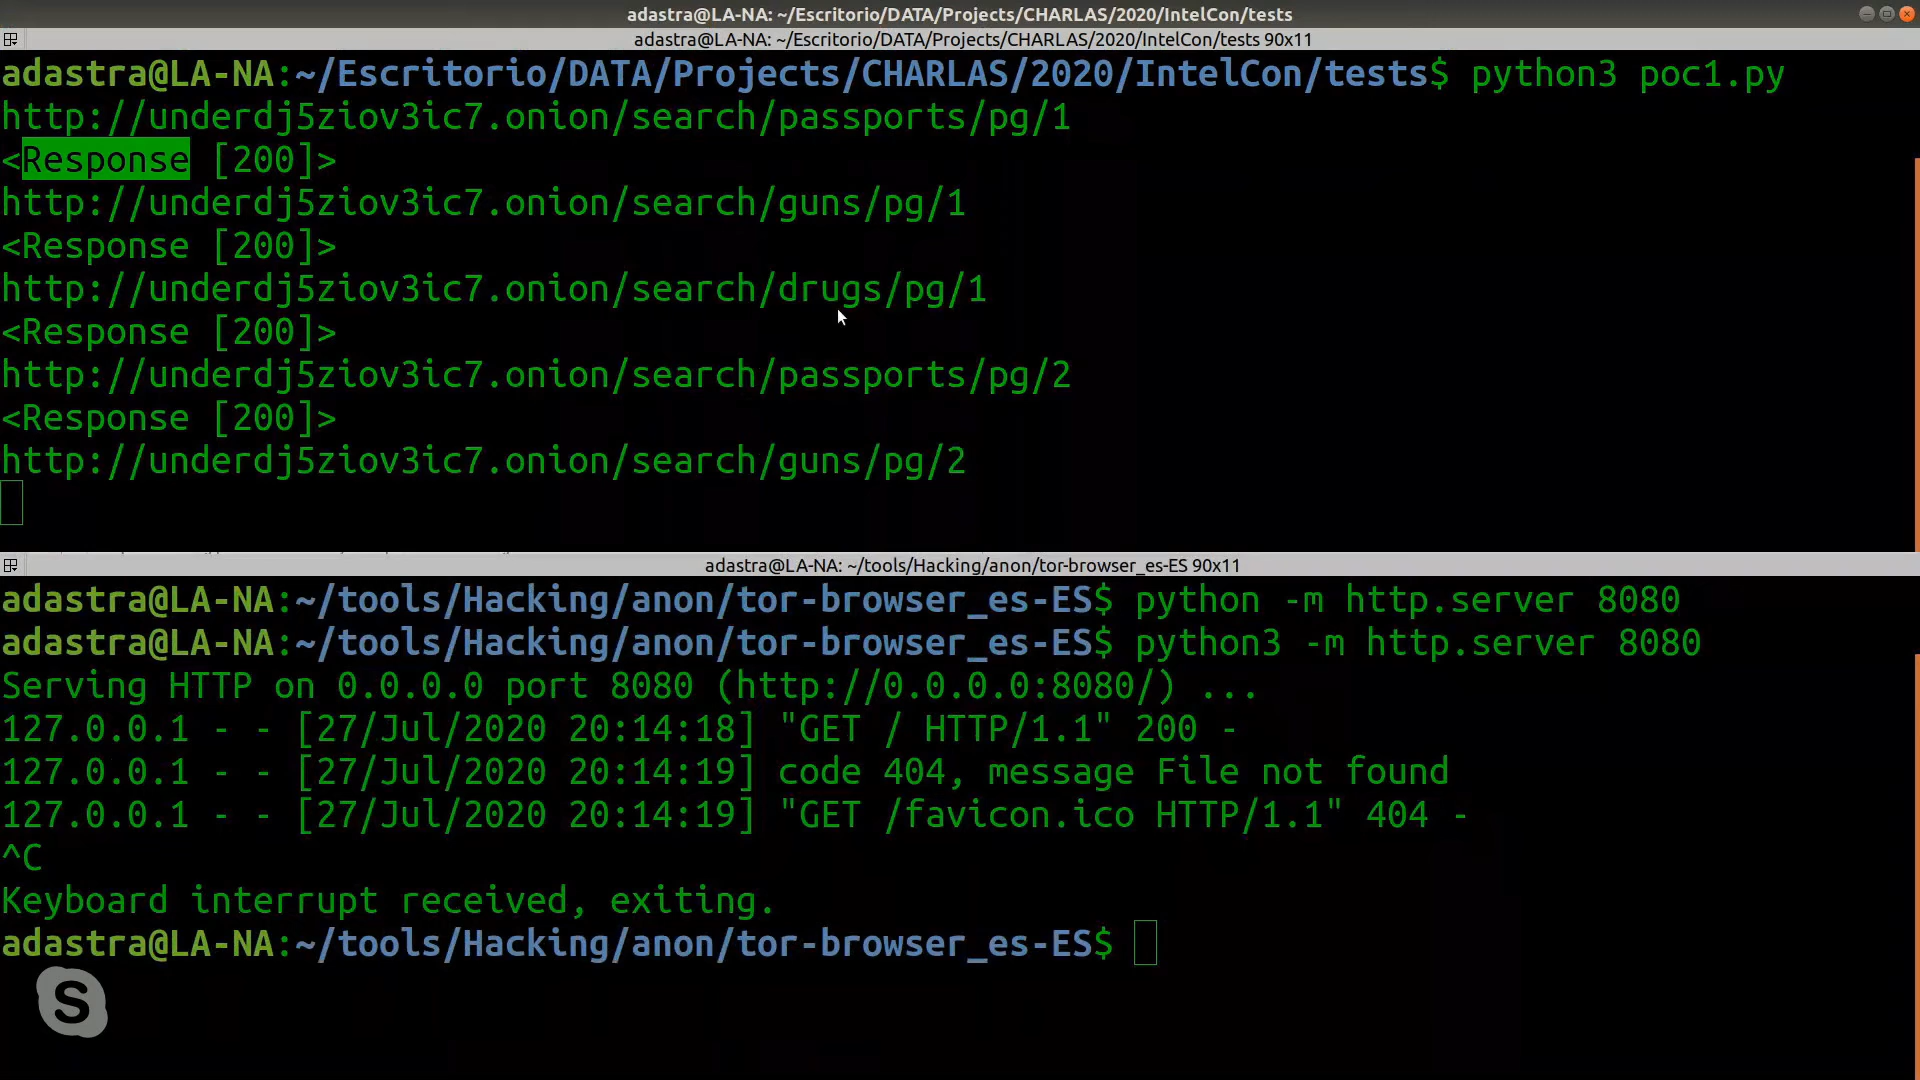 adastra@LA-NA: ~/Escritorio/DATA/Projects/CHARLAS/2020/IntelCon/tests
adastra@LA-NA: ~/Escritorio/DATA/Projects/CHARLAS/2020/IntelCon/tests 90x11
adastra@LA-NA:~/Escritorio/DATA/Projects/CHARLAS/2020/IntelCon/tests$ python3 poc1.py
http://underdj5ziov3ic7.onion/search/passports/pg/1
<Response [200]>
http://underdj5ziov3ic7.onion/search/guns/pg/1
<Response [200]>
http://underdj5ziov3ic7.onion/search/drugs/pg/1
<Response [200]>
http://underdj5ziov3ic7.onion/search/passports/pg/2
<Response [200]>
http://underdj5ziov3ic7.onion/search/guns/pg/2
adastra@LA-NA: ~/tools/Hacking/anon/tor-browser_es-ES 90x11
adastra@LA-NA:~/tools/Hacking/anon/tor-browser_es-ES$ python -m http.server 8080
adastra@LA-NA:~/tools/Hacking/anon/tor-browser_es-ES$ python3 -m http.server 8080
Serving HTTP on 0.0.0.0 port 8080 (http://0.0.0.0:8080/) ...
127.0.0.1 - - [27/Jul/2020 20:14:18] "GET / HTTP/1.1" 200 -
127.0.0.1 - - [27/Jul/2020 20:14:19] code 404, message File not found
127.0.0.1 - - [27/Jul/2020 20:14:19] "GET /favicon.ico HTTP/1.1" 404 -
^C
Keyboard interrupt received, exiting.
adastra@LA-NA:~/tools/Hacking/anon/tor-browser_es-ES$
S